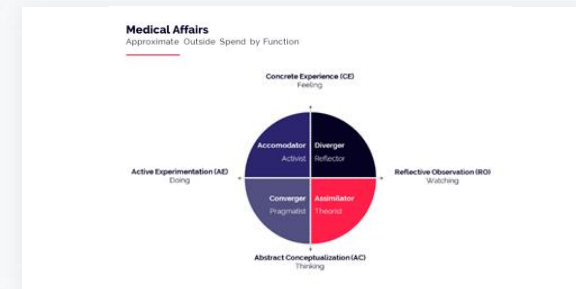 Medical Affairs
Approximate Outside Spend by Function
Concrete Experience (CE)
Feeling
Accomodator
Activist
Diverger
Reflector
Active Experimentation (AE)
Doing
Reflective Observation (RO)
Watching
Converger
Pragmatist
Assimilator
Theorist
Abstract Conceptualization (AC)
Thinking